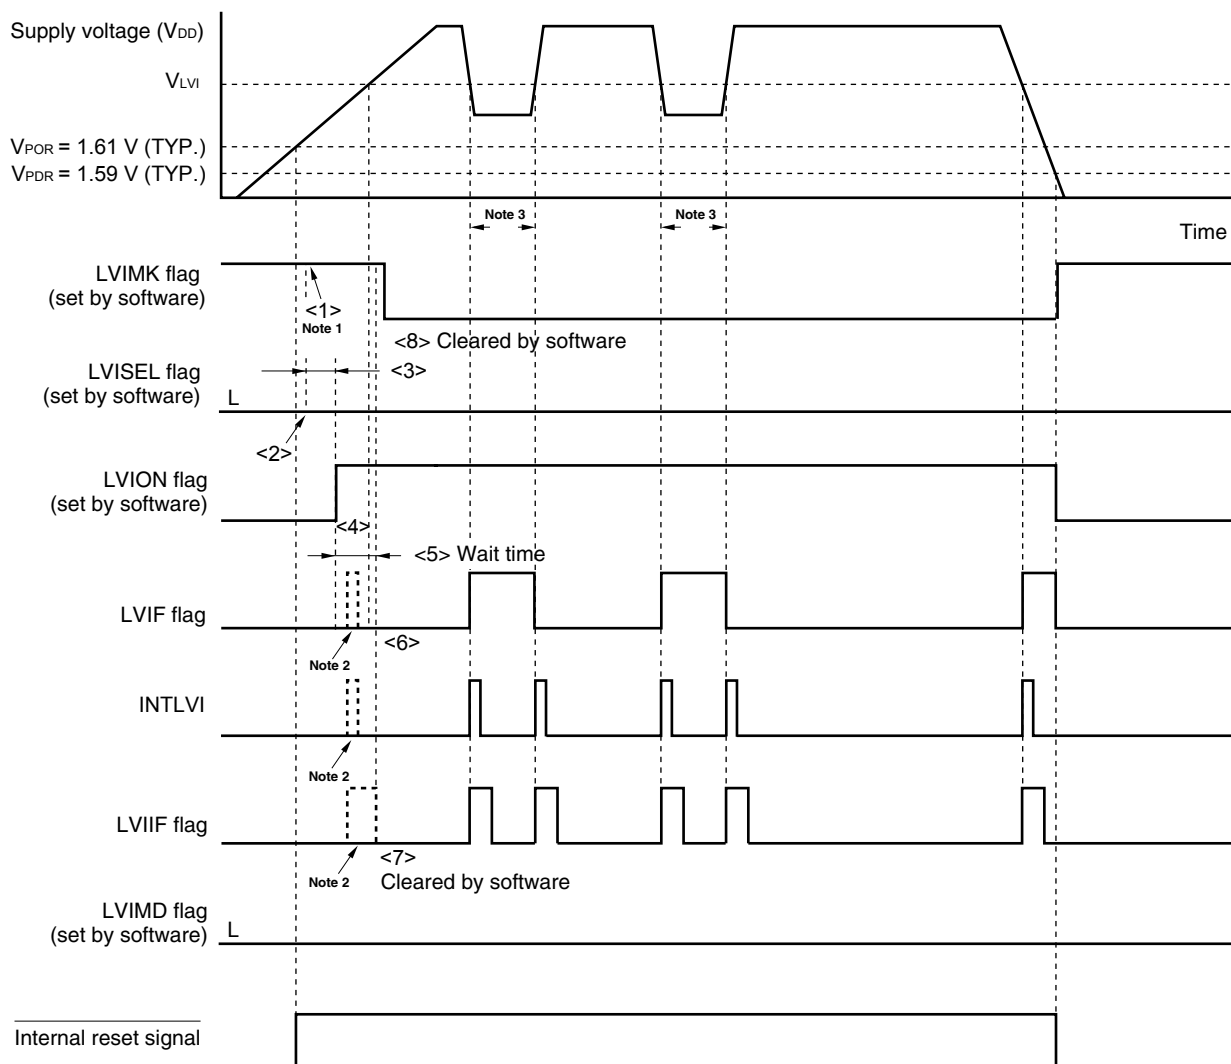 Supply voltage (VDD)
VLVI
VPOR = 1.61 V (TYP.)
VPDR = 1.59 V (TYP.)
Note 3
Note 3
Time
LVIMK flag
(set by software)
<1>
Note 1
<8> Cleared by software
LVISEL flag
(set by software)
L
<3>
<2>
LVION flag
(set by software)
<4>
<5> Wait time
LVIF flag
<6>
Note 2
INTLVI
Note 2
LVIIF flag
<7>
Note 2
Cleared by software
LVIMD flag
(set by software)
L
Internal reset signal